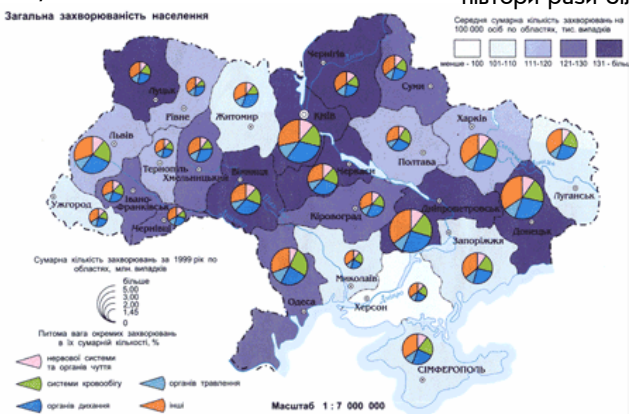 Загальна захворюваність населення
Середня сумарна кількість захворювань на
100 000 осіб по областях, тис. випадків
менше - 100
101-110
111-120
121-130
131 - більше
Чернігів
Луцьк
Рівне
Житомир
Київ
Суми
Львів
Тернопіль
Хмельницький
Вінниця
Черкаси
Полтава
Харків
Луганськ
Ужгород
Івано-
Франківськ
Чернівці
Кіровоград
Дніпропетровськ
Донецьк
Запоріжжя
Миколаїв
Одеса
Херсон
Дніпро
СІМФЕРОПОЛЬ
Сумарна кількість захворювань за 1999 рік по
областях, млн. випадків
більше
5,00
3,00
2,00
1,45
0
Питома вага окремих захворювань
в їх сумарній кількості, %
нервової системи
та органів чуття
системи кровообігу
органів дихання
органів травлення
інші
Масштаб 1 : 7 000 000